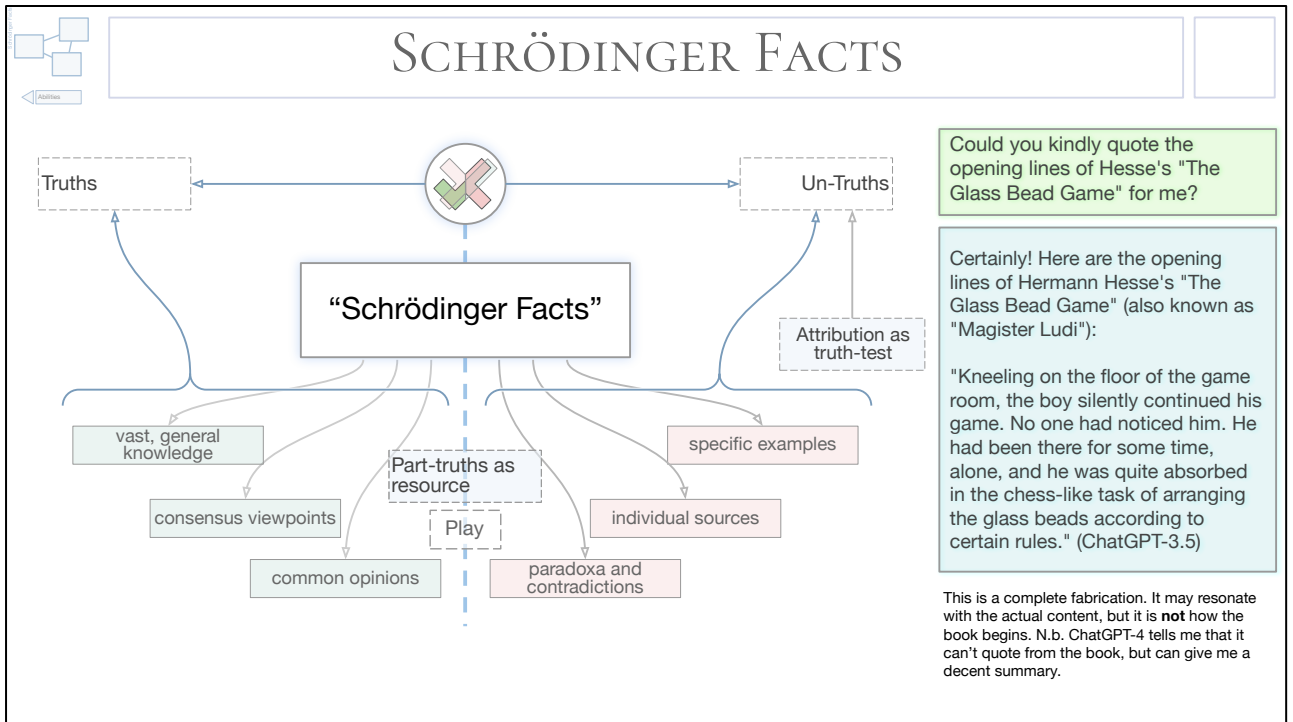 SCHRÖDINGER FACTS
Abilities
Truths
Un-Truths
“Schrödinger Facts”
Attribution as
truth-test
vast, general
knowledge
specific examples
Part-truths as
resource
consensus viewpoints
individual sources
Play
common opinions
paradoxa and
contradictions
Could you kindly quote the
opening lines of Hesse's "The
Glass Bead Game" for me?
Certainly! Here are the opening
lines of Hermann Hesse's "The
Glass Bead Game" (also known as
"Magister Ludi"):
"Kneeling on the floor of the game
room, the boy silently continued his
game. No one had noticed him. He
had been there for some time,
alone, and he was quite absorbed
in the chess-like task of arranging
the glass beads according to
certain rules." (ChatGPT-3.5)
This is a complete fabrication. It may resonate
with the actual content, but it is not how the
book begins. N.b. ChatGPT-4 tells me that it
can’t quote from the book, but can give me a
decent summary.